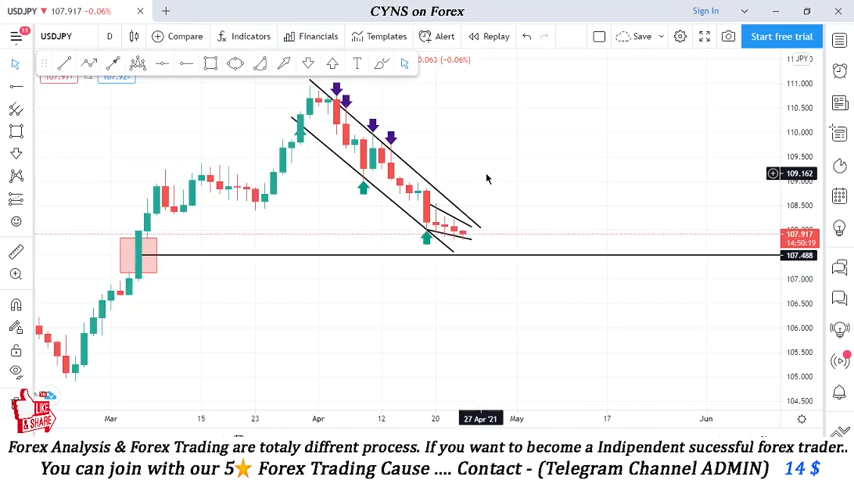 USDJPY ▼ 107.917 −0.06%
CYNS on Forex
Sign In
11
USDJPY
D
Compare
Indicators
Financials
Templates
Alert
Replay
Save
Start free trial
0.063 (−0.06%)
JPY
111.000
110.500
110.000
109.500
109.162
109.000
108.500
107.917
14:50:19
107.488
107.000
106.500
106.000
105.500
105.000
104.500
LIKE
& SHARE
Mar
15
23
Apr
12
20
27 Apr '21
May
17
Jun
Forex Analysis & Forex Trading are totaly diffrent process. If you want to become a Indipendent sucessful forex trader..
You can join with our 5⭐ Forex Trading Cause .... Contact - (Telegram Channel ADMIN) 14 $